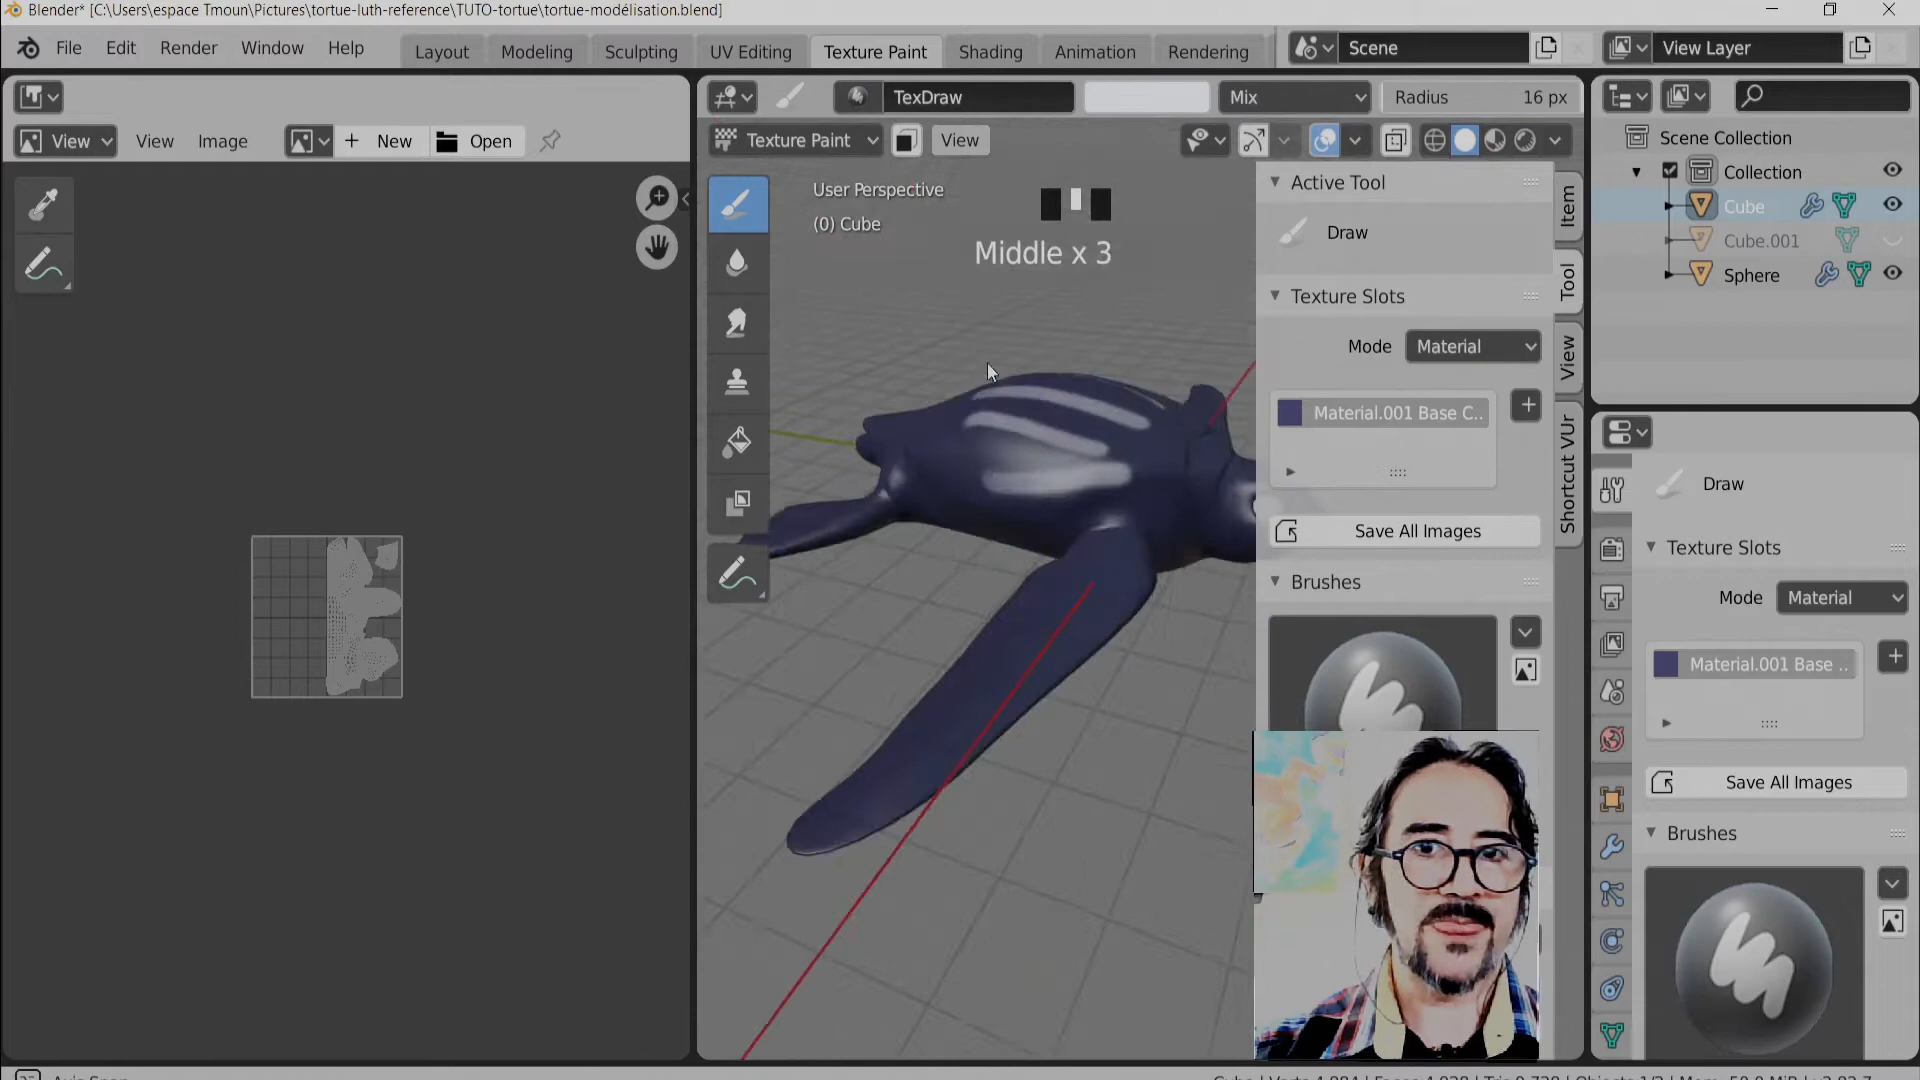 Blender* [C:\Users\espace Tmoun\Pictures\tortue-luth-reference\TUTO-tortue\tortue-modélisation.blend]
File Edit Render Window Help
Layout Modeling Sculpting UV Editing Texture Paint Shading Animation Rendering
Scene
View Layer
View View Image
New Open
TexDraw Mix Radius 16 px
Texture Paint View
User Perspective
(0) Cube
Middle x 3
Active Tool
Draw
Texture Slots
Mode Material
Material.001 Base C..
Save All Images
Brushes
Item
Tool
View
Shortcut VUr
Scene Collection
Collection
Cube
Cube.001
Sphere
Draw
Texture Slots
Mode Material
Material.001 Base ..
Save All Images
Brushes